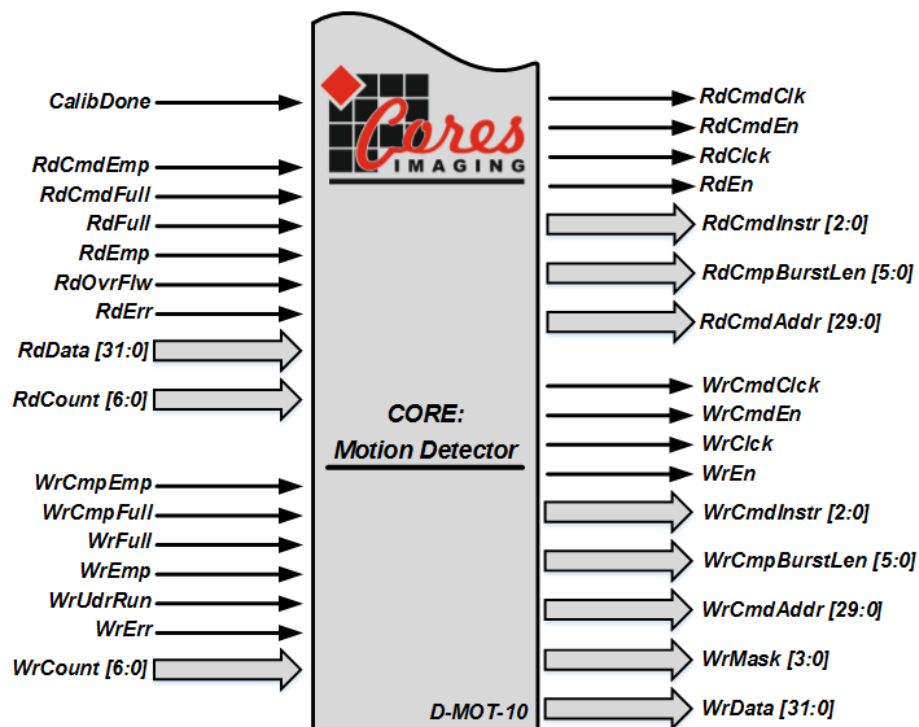 CalibDone
RdCmdEmp
RdCmdFull
RdFull
RdEmp
RdOvrFlw
RdErr
RdData [31:0]
RdCount [6:0]
WrCmpEmp
WrCmpFull
WrFull
WrEmp
WrUdrRun
WrErr
WrCount [6:0]
Cores
IMAGING
CORE:
Motion Detector
D-MOT-10
RdCmdClk
RdCmdEn
RdClck
RdEn
RdCmdInstr [2:0]
RdCmpBurstLen [5:0]
RdCmdAddr [29:0]
WrCmdClck
WrCmdEn
WrClck
WrEn
WrCmdInstr [2:0]
WrCmpBurstLen [5:0]
WrCmdAddr [29:0]
WrMask [3:0]
WrData [31:0]